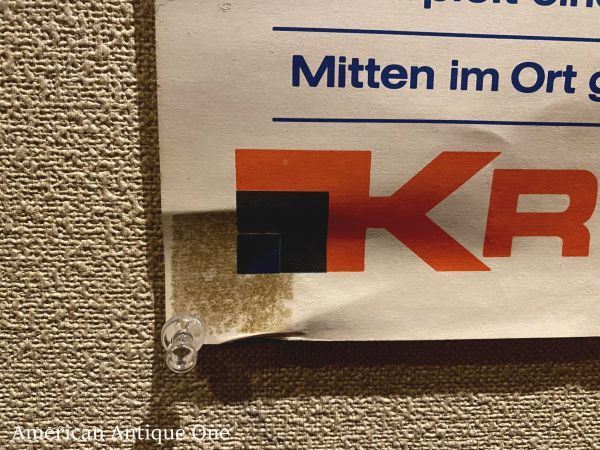 Mitten im Ort
KR
American Antique One